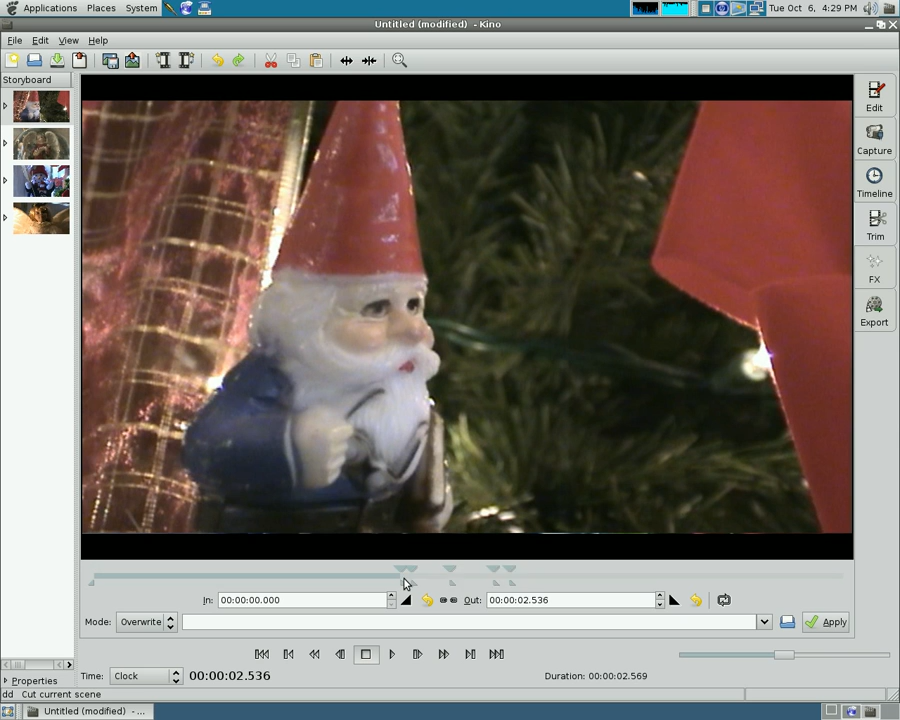 Applications Places System Tue Oct 6, 4:29 PM
Untitled (modified) - Kino
File Edit View Help
Storyboard
Edit
Capture
Timeline
Trim
FX
Export
In: 00:00:00.000 Out: 00:00:02.536
Mode: Overwrite Apply
Properties
Time: Clock 00:00:02.536 Duration: 00:00:02.569
dd Cut current scene
Untitled (modified) - ...